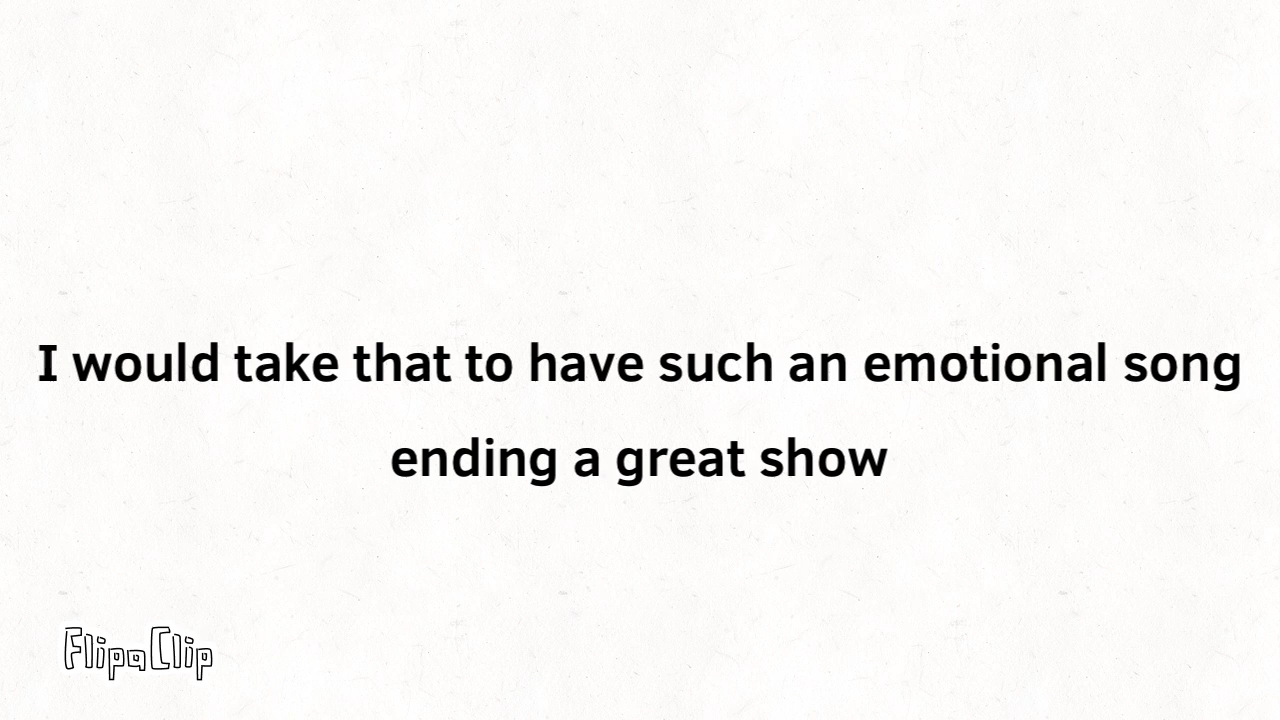 I would take that to have such an emotional song
ending a great show
FlipaClip